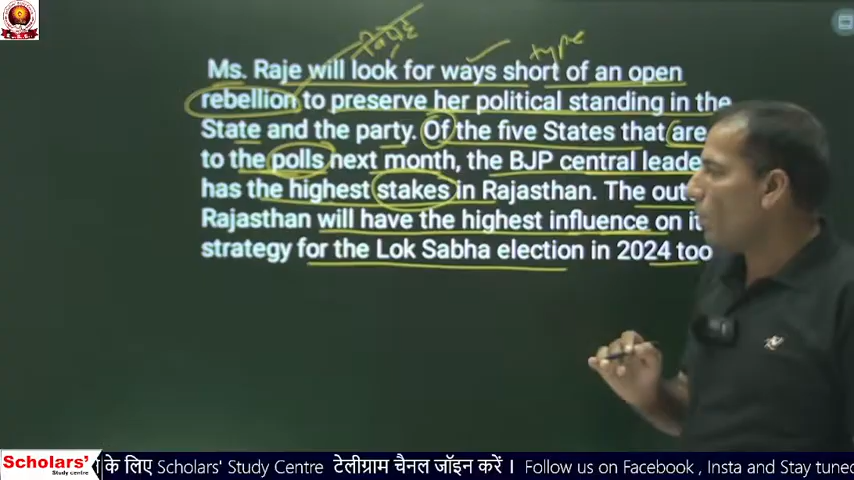 विद्रोह
type
Ms. Raje will look for ways short of an open
rebellion to preserve her political standing in the
State and the party. Of the five States that are
to the polls next month, the BJP central leade
has the highest stakes in Rajasthan. The out
Rajasthan will have the highest influence on it
strategy for the Lok Sabha election in 2024 too
Scholars'
Study centre
के लिए Scholars' Study Centre टेलीग्राम चैनल जॉइन करें । Follow us on Facebook , Insta and Stay tuned